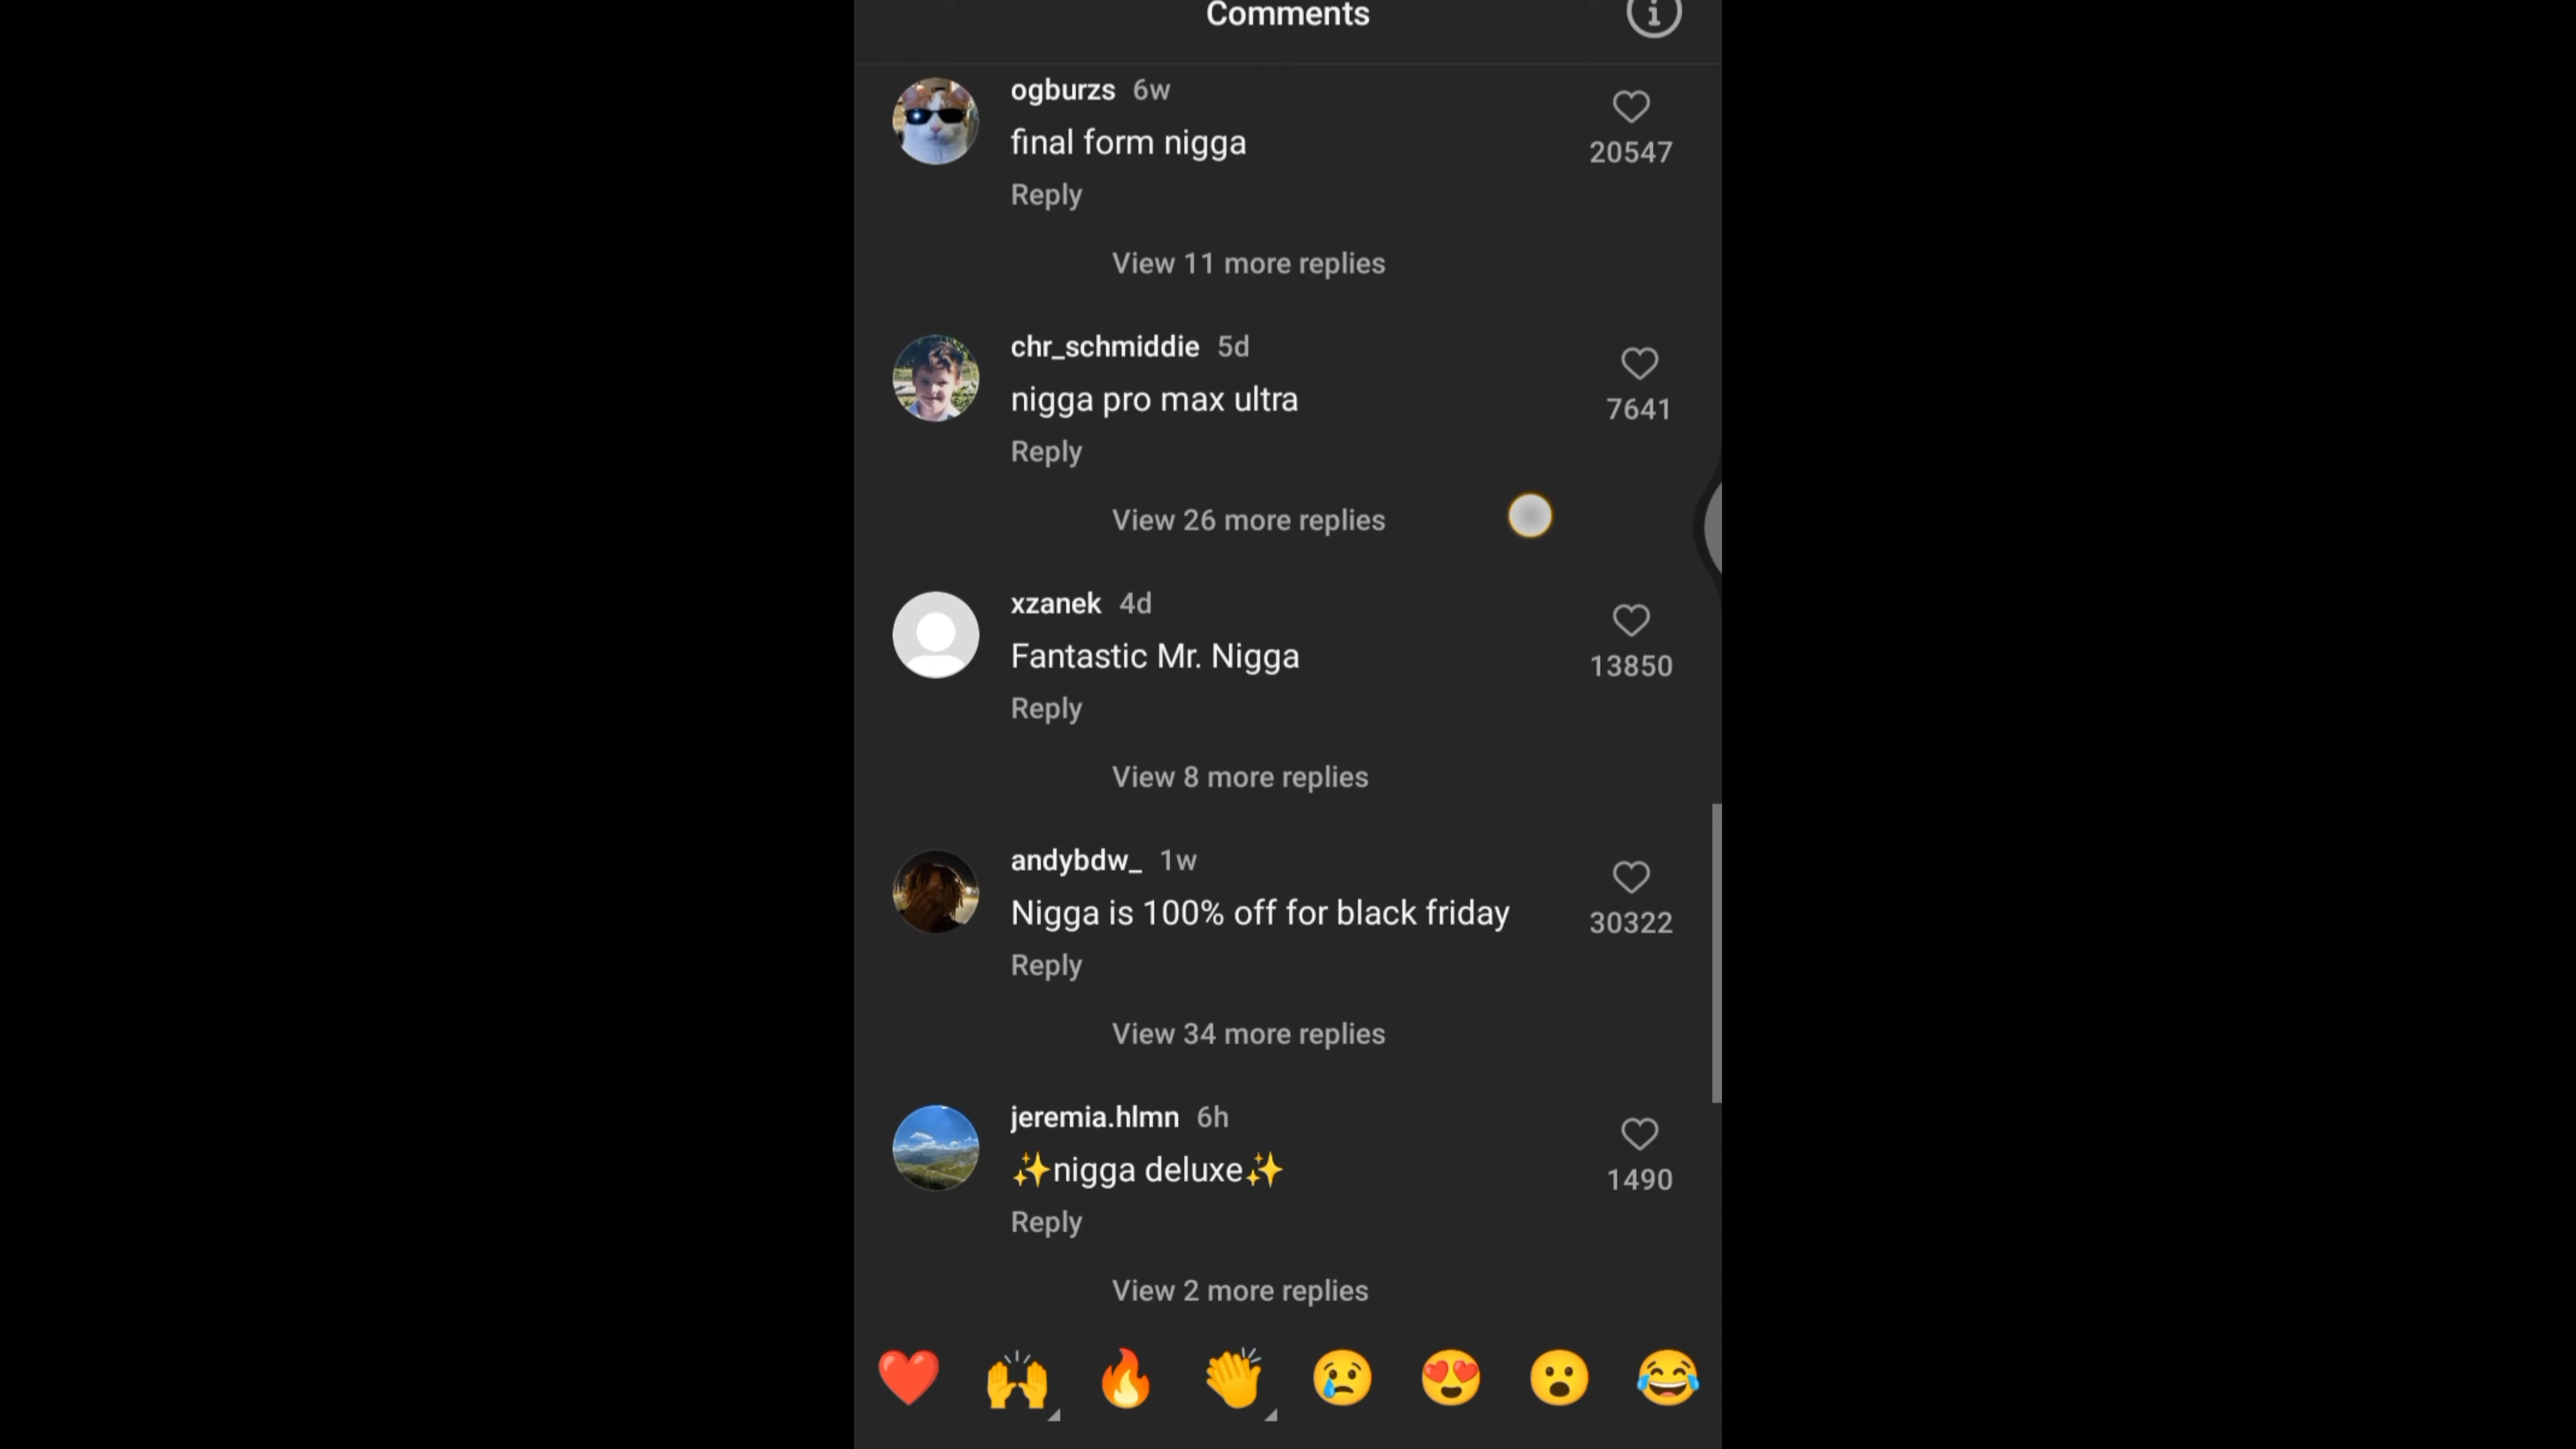 Comments
ogburzs 6w
final form nigga
20547
Reply
View 11 more replies
chr_schmiddie 5d
nigga pro max ultra
7641
Reply
View 26 more replies
xzanek 4d
Fantastic Mr. Nigga
13850
Reply
View 8 more replies
andybdw_ 1w
Nigga is 100% off for black friday
30322
Reply
View 34 more replies
jeremia.hlmn 6h
✨nigga deluxe✨
1490
Reply
View 2 more replies